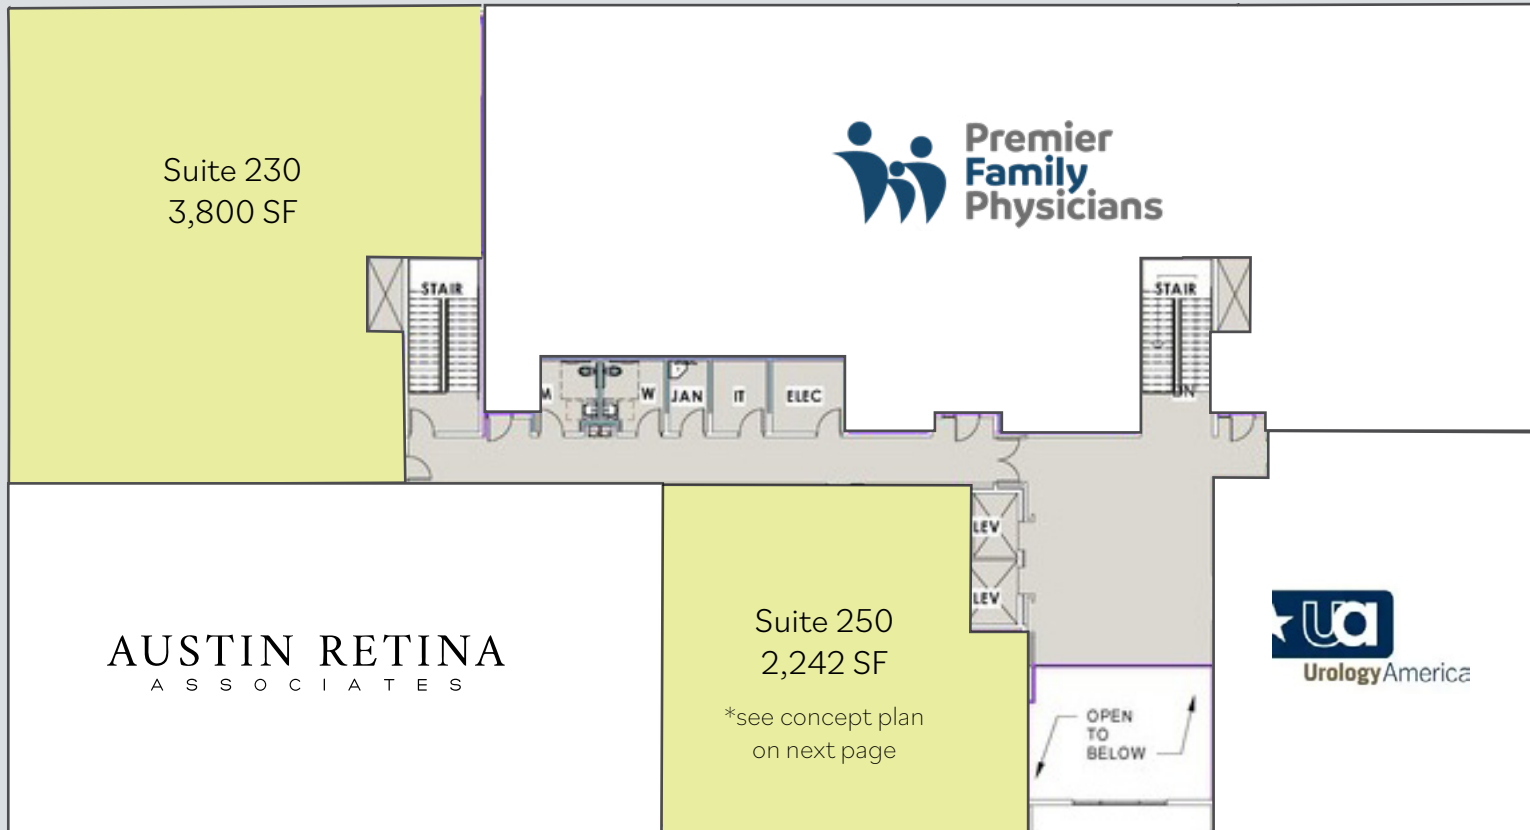 Suite 230
3,800 SF
Premier
Family
Physicians
STAIR
STAIR
M
W
JAN
IT
ELEC
DN
LEV
LEV
Suite 250
2,242 SF
*see concept plan
on next page
AUSTIN RETINA
ASSOCIATES
ua
UrologyAmerica
OPEN
TO
BELOW